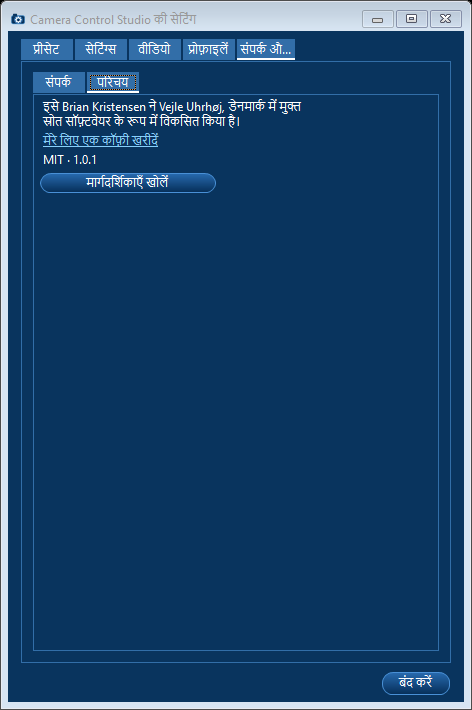 Camera Control Studio की सेटिंग
प्रीसेट
सेटिंग्स
वीडियो
प्रोफ़ाइलें
संपर्क औ...
संपर्क
परिचय
इसे Brian Kristensen ने Vejle Uhrhøj, डेनमार्क में मुक्त
स्रोत सॉफ़्टवेयर के रूप में विकसित किया है।
मेरे लिए एक कॉफ़ी ख़रीदें
MIT · 1.0.1
मार्गदर्शिकाएँ खोलें
बंद करें